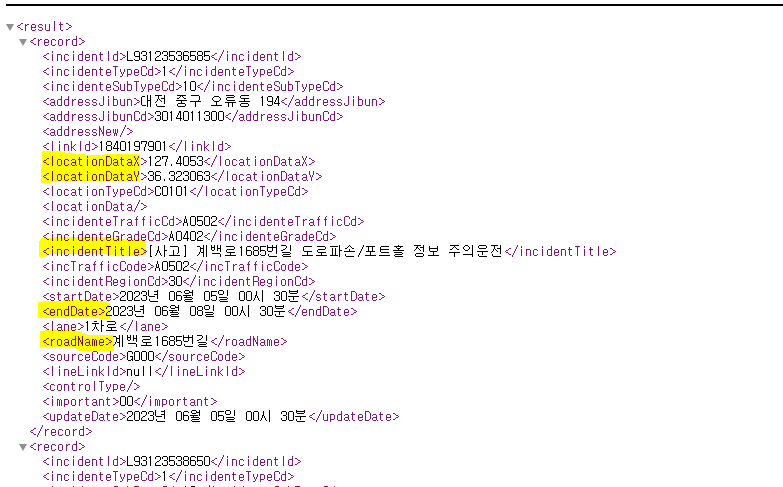 ▼<result>
▼<record>
<incidentId>L93123536585</incidentId>
<incidenteTypeCd>1</incidenteTypeCd>
<incidenteSubTypeCd>10</incidenteSubTypeCd>
<addressJibun>대전 중구 오류동 194</addressJibun>
<addressJibunCd>3014011300</addressJibunCd>
<addressNew/>
<linkId>1840197901</linkId>
<locationDataX>127.4053</locationDataX>
<locationDataY>36.323063</locationDataY>
<locationTypeCd>C0101</locationTypeCd>
<locationData/>
<incidenteTrafficCd>A0502</incidenteTrafficCd>
<incidenteGradeCd>A0402</incidenteGradeCd>
<incidentTitle>[사고] 계백로1685번길 도로파손/포트홀 정보 주의운전</incidentTitle>
<incTrafficCode>A0502</incTrafficCode>
<incidentRegionCd>30</incidentRegionCd>
<startDate>2023년 06월 05일 00시 30분</startDate>
<endDate>2023년 06월 08일 00시 30분</endDate>
<lane>1차로</lane>
<roadName>계백로1685번길</roadName>
<sourceCode>G000</sourceCode>
<lineLinkId>null</lineLinkId>
<controlType/>
<important>00</important>
<updateDate>2023년 06월 05일 00시 30분</updateDate>
</record>
▼<record>
<incidentId>L93123538650</incidentId>
<incidenteTypeCd>1</incidenteTypeCd>